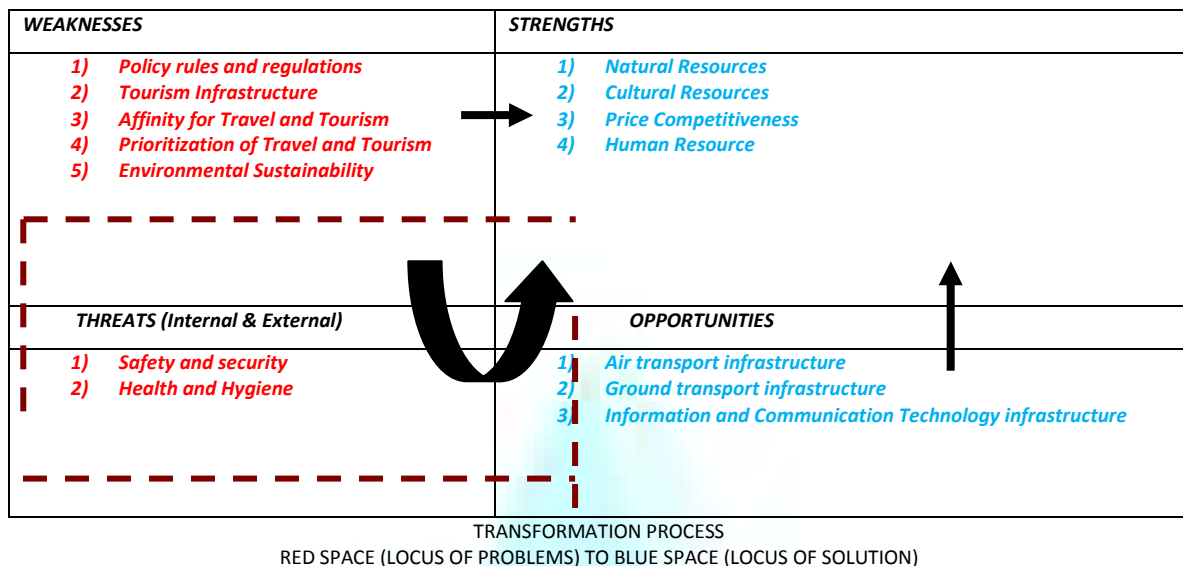 WEAKNESSES
1) Policy rules and regulations
2) Tourism Infrastructure
3) Affinity for Travel and Tourism
4) Prioritization of Travel and Tourism
5) Environmental Sustainability
STRENGTHS
1) Natural Resources
2) Cultural Resources
3) Price Competitiveness
4) Human Resource
THREATS (Internal & External)
1) Safety and security
2) Health and Hygiene
OPPORTUNITIES
1) Air transport infrastructure
2) Ground transport infrastructure
3) Information and Communication Technology infrastructure
TRANSFORMATION PROCESS
RED SPACE (LOCUS OF PROBLEMS) TO BLUE SPACE (LOCUS OF SOLUTION)